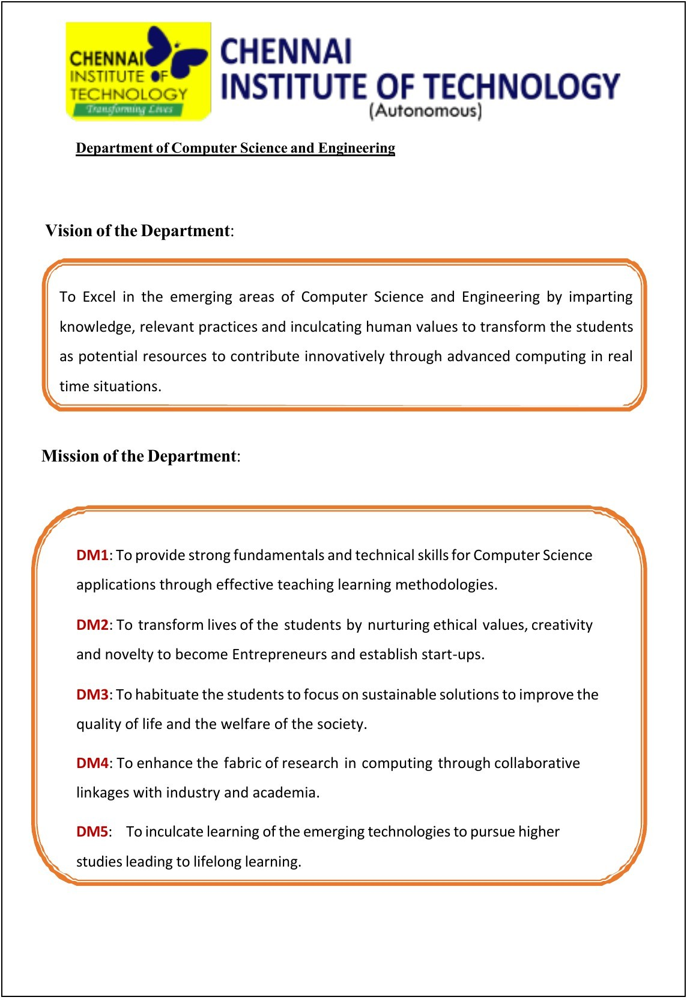 CHENNAI
INSTITUTE OF
TECHNOLOGY
Transforming Lives
CHENNAI
INSTITUTE OF TECHNOLOGY
(Autonomous)
Department of Computer Science and Engineering
Vision of the Department:
To Excel in the emerging areas of Computer Science and Engineering by imparting
knowledge, relevant practices and inculcating human values to transform the students
as potential resources to contribute innovatively through advanced computing in real
time situations.
Mission of the Department:
DM1: To provide strong fundamentals and technical skills for Computer Science
applications through effective teaching learning methodologies.
DM2: To transform lives of the students by nurturing ethical values, creativity
and novelty to become Entrepreneurs and establish start-ups.
DM3: To habituate the students to focus on sustainable solutions to improve the
quality of life and the welfare of the society.
DM4: To enhance the fabric of research in computing through collaborative
linkages with industry and academia.
DM5: To inculcate learning of the emerging technologies to pursue higher
studies leading to lifelong learning.